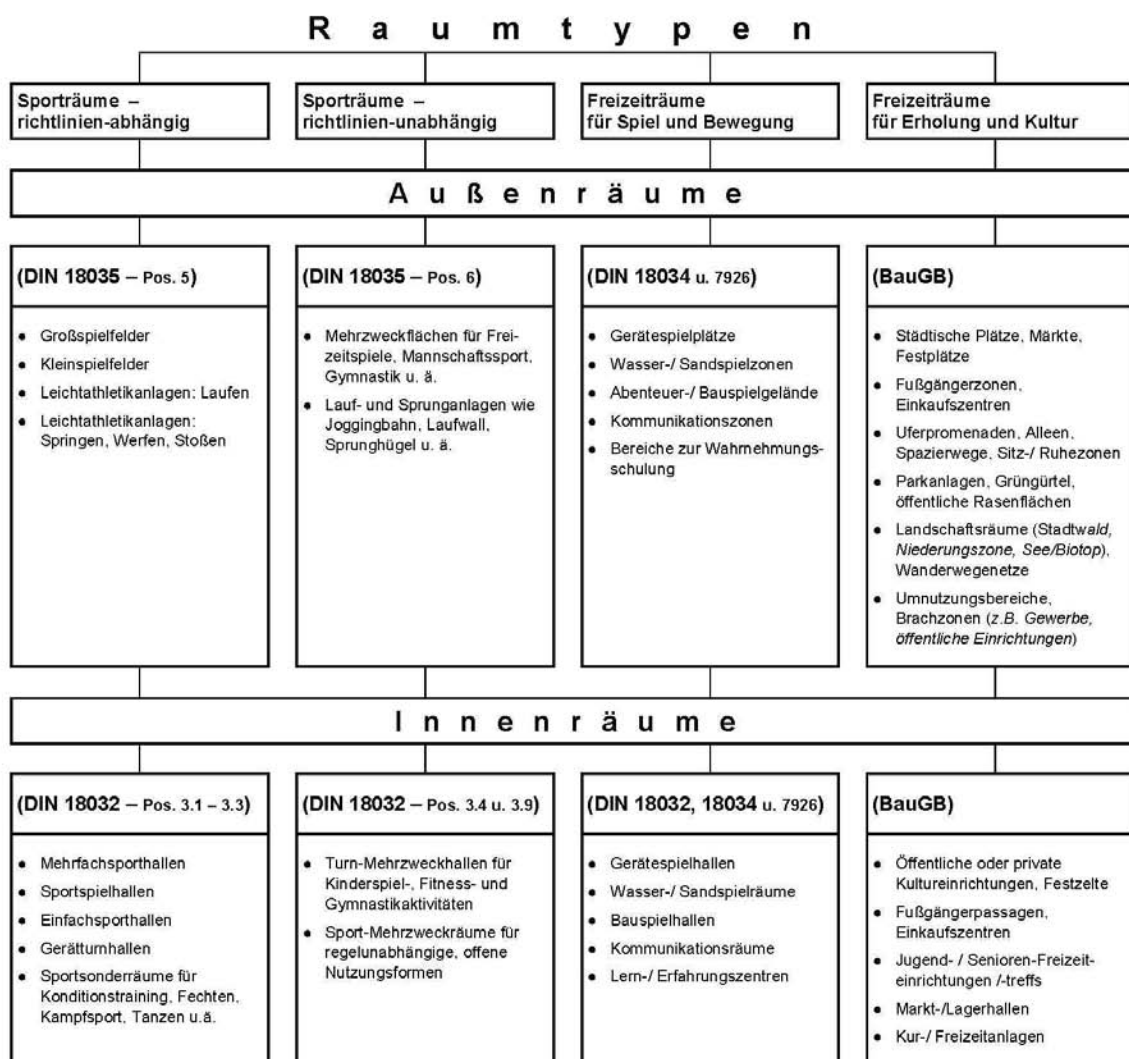 R a u m t y p e n
Sporträume –
richtlinien-abhängig
Sporträume –
richtlinien-unabhängig
Freizeiträume
für Spiel und Bewegung
Freizeiträume
für Erholung und Kultur
A u ß e n r ä u m e
(DIN 18035 – Pos. 5)
• Großspielfelder
• Kleinspielfelder
• Leichtathletikanlagen: Laufen
• Leichtathletikanlagen:
Springen, Werfen, Stoßen
(DIN 18035 – Pos. 6)
• Mehrzweckflächen für Frei-
zeitspiele, Mannschaftssport,
Gymnastik u. ä.
• Lauf- und Sprunganlagen wie
Joggingbahn, Laufwall,
Sprunghügel u. ä.
(DIN 18034 u. 7926)
• Gerätespielplätze
• Wasser-/ Sandspielzonen
• Abenteuer-/ Bauspielgelände
• Kommunikationszonen
• Bereiche zur Wahrnehmungs-
schulung
(BauGB)
• Städtische Plätze, Märkte,
Festplätze
• Fußgängerzonen,
Einkaufszentren
• Uferpromenaden, Alleen,
Spazierwege, Sitz-/ Ruhezonen
• Parkanlagen, Grüngürtel,
öffentliche Rasenflächen
• Landschaftsräume (Stadtwald,
Niederungszone, See/Biotop),
Wanderwegenetze
• Umnutzungsbereiche,
Brachzonen (z.B. Gewerbe,
öffentliche Einrichtungen)
I n n e n r ä u m e
(DIN 18032 – Pos. 3.1 – 3.3)
• Mehrfachsporthallen
• Sportspielhallen
• Einfachsporthallen
• Gerätturnhallen
• Sportsonderräume für
Konditionstraining, Fechten,
Kampfsport, Tanzen u.ä.
(DIN 18032 – Pos. 3.4 u. 3.9)
• Turn-Mehrzweckhallen für
Kinderspiel-, Fitness- und
Gymnastikaktivitäten
• Sport-Mehrzweckräume für
regelunabhängige, offene
Nutzungsformen
(DIN 18032, 18034 u. 7926)
• Gerätespielhallen
• Wasser-/ Sandspielräume
• Bauspielhallen
• Kommunikationsräume
• Lern-/ Erfahrungszentren
(BauGB)
• Öffentliche oder private
Kultureinrichtungen, Festzelte
• Fußgängerpassagen,
Einkaufszentren
• Jugend- / Senioren-Freizeit-
einrichtungen /-treffs
• Markt-/Lagerhallen
• Kur-/ Freizeitanlagen